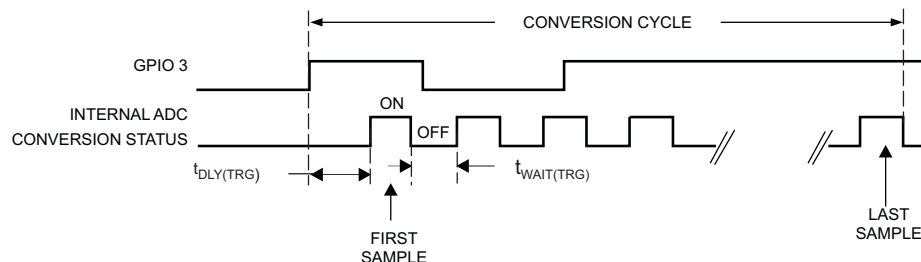 CONVERSION CYCLE
GPIO 3
INTERNAL ADC
CONVERSION STATUS
ON
OFF
tDLY(TRG)
tWAIT(TRG)
FIRST
SAMPLE
LAST
SAMPLE